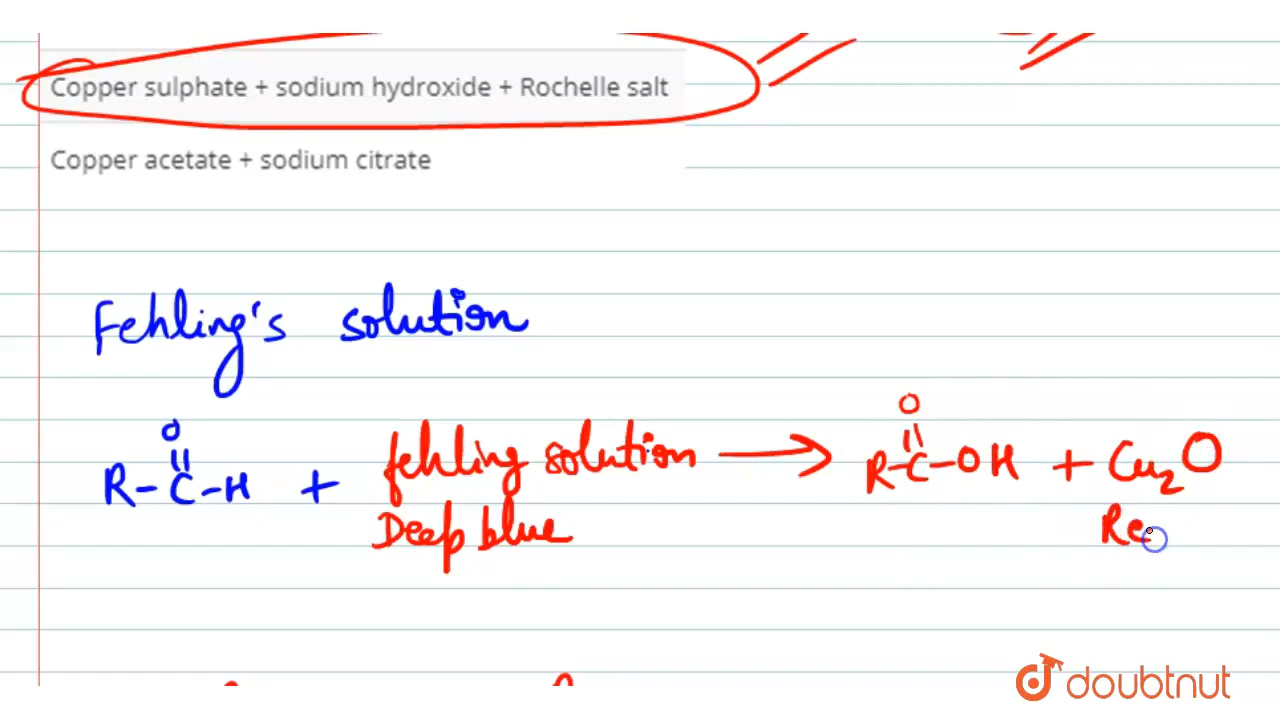 Copper sulphate + sodium hydroxide + Rochelle salt
Copper acetate + sodium citrate
Fehling's solution
O
O
R-C-H + fehling solution → R-C-OH + Cu₂O
Deep blue
Re
doubtnut